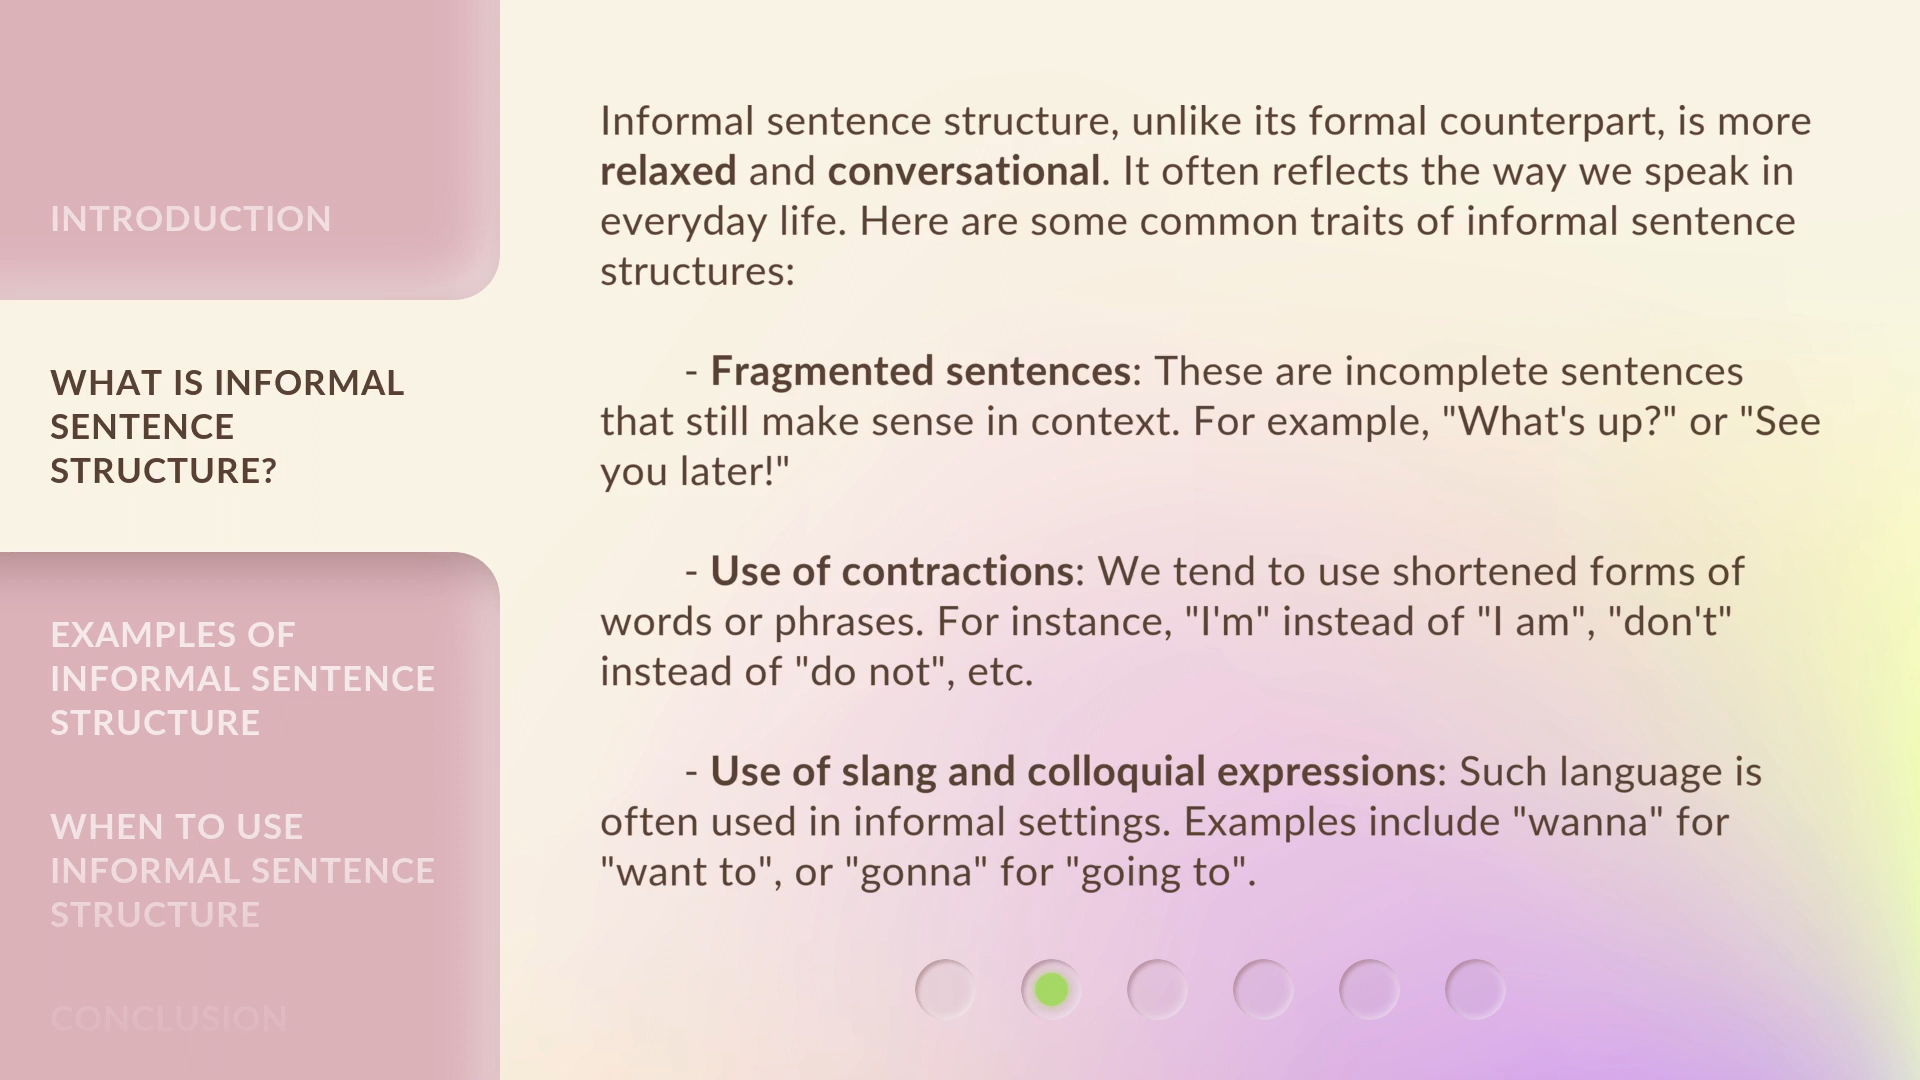 INTRODUCTION
WHAT IS INFORMAL
SENTENCE
STRUCTURE?
EXAMPLES OF
INFORMAL SENTENCE
STRUCTURE
WHEN TO USE
INFORMAL SENTENCE
STRUCTURE
CONCLUSION
Informal sentence structure, unlike its formal counterpart, is more
relaxed and conversational. It often reflects the way we speak in
everyday life. Here are some common traits of informal sentence
structures:
- Fragmented sentences: These are incomplete sentences
that still make sense in context. For example, "What's up?" or "See
you later!"
- Use of contractions: We tend to use shortened forms of
words or phrases. For instance, "I'm" instead of "I am", "don't"
instead of "do not", etc.
- Use of slang and colloquial expressions: Such language is
often used in informal settings. Examples include "wanna" for
"want to", or "gonna" for "going to".